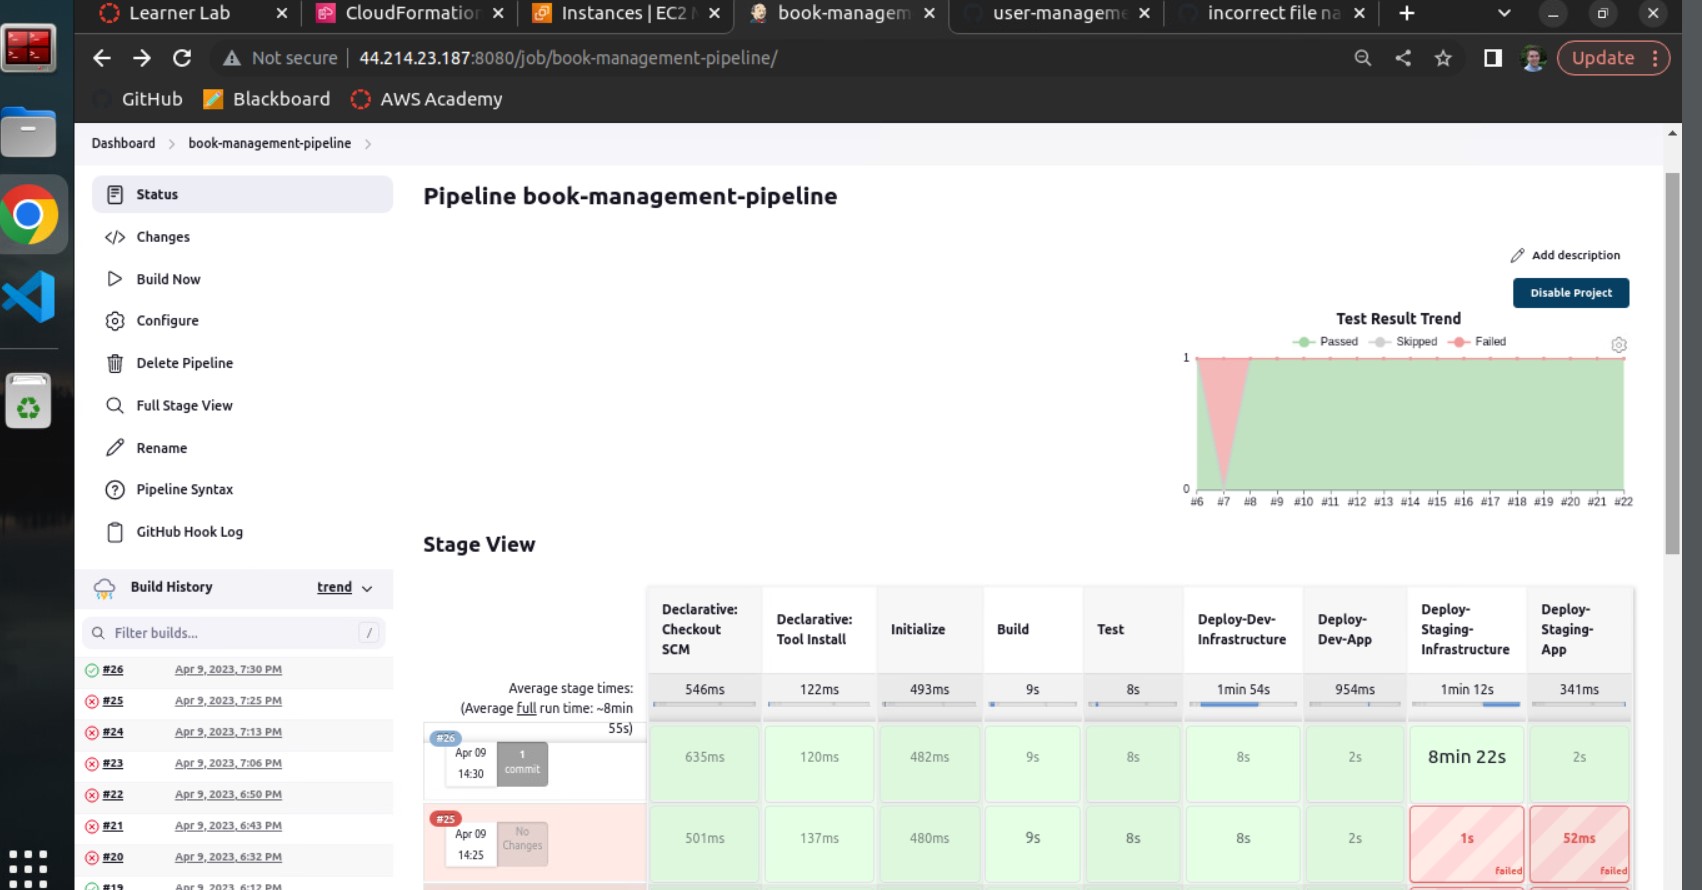 Learner Lab
CloudFormation
Instances | EC2 M
book-managem
user-manageme
incorrect file na
Not secure
44.214.23.187:8080/job/book-management-pipeline/
Update
GitHub
Blackboard
AWS Academy
Dashboard
book-management-pipeline
Status
Changes
Build Now
Configure
Delete Pipeline
Full Stage View
Rename
Pipeline Syntax
GitHub Hook Log
Build History
trend
Filter builds...
/
#26 Apr 9, 2023, 7:30 PM
#25 Apr 9, 2023, 7:25 PM
#24 Apr 9, 2023, 7:13 PM
#23 Apr 9, 2023, 7:06 PM
#22 Apr 9, 2023, 6:50 PM
#21 Apr 9, 2023, 6:43 PM
#20 Apr 9, 2023, 6:32 PM
#19 Apr 9, 2023, 6:12 PM
Pipeline book-management-pipeline
Add description
Disable Project
Test Result Trend
Passed Skipped Failed
1
0
#6 #7 #8 #9 #10 #11 #12 #13 #14 #15 #16 #17 #18 #19 #20 #21 #22
Stage View
Declarative:
Checkout
SCM
Declarative:
Tool Install
Initialize
Build
Test
Deploy-Dev-
Infrastructure
Deploy-
Dev-App
Deploy-
Staging-
Infrastructure
Deploy-
Staging-
App
Average stage times:
(Average full run time: ~8min
55s)
546ms 122ms 493ms 9s 8s 1min 54s 954ms 1min 12s 341ms
#26
Apr 09
14:30
1
commit
635ms 120ms 482ms 9s 8s 8s 2s 8min 22s 2s
#25
Apr 09
14:25
No
Changes
501ms 137ms 480ms 9s 8s 8s 2s 1s 52ms
failed failed